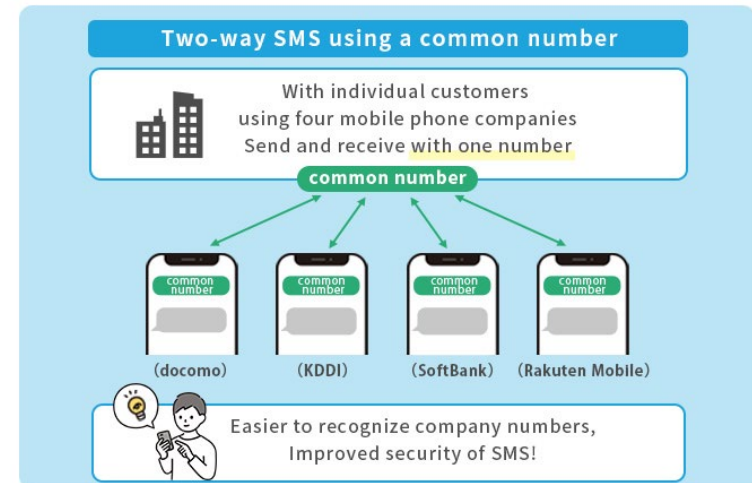 Two-way SMS using a common number
With individual customers
using four mobile phone companies
Send and receive with one number
common number
common
number
common
number
common
number
common
number
(docomo)
(KDDI)
(SoftBank)
(Rakuten Mobile)
Easier to recognize company numbers,
Improved security of SMS!